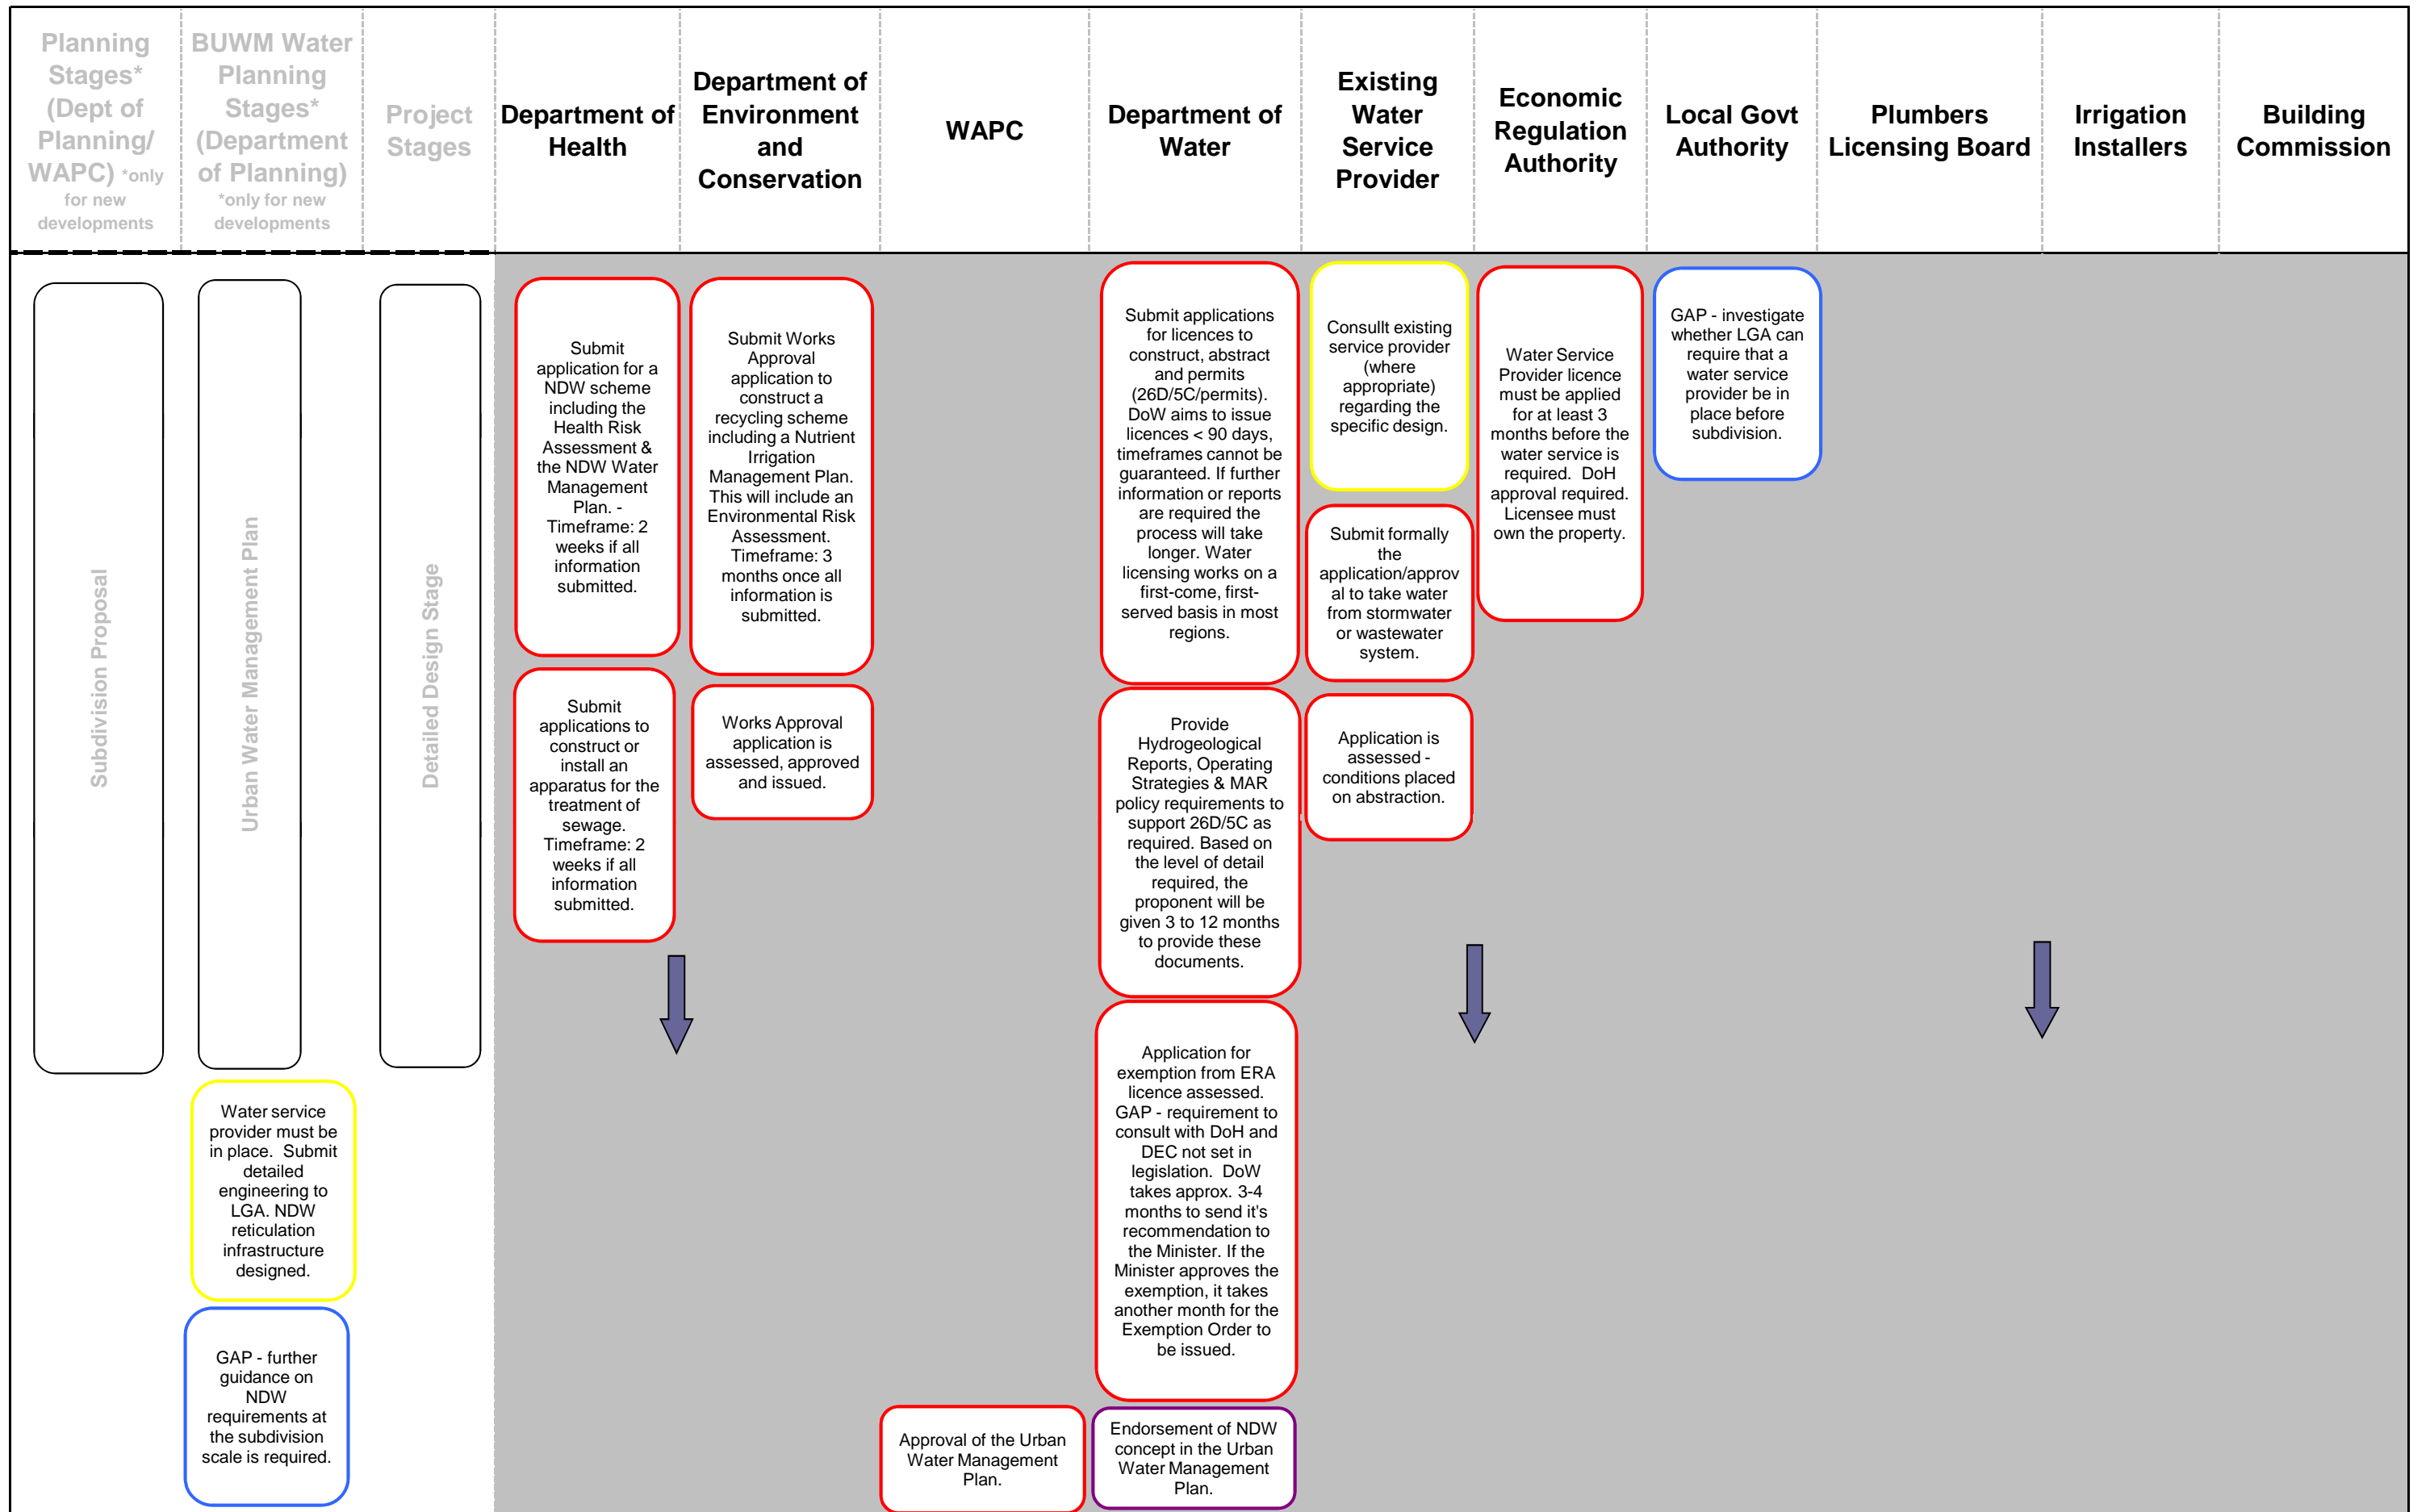 Planning
Stages*
(Dept of
Planning/
WAPC) *only
for new
developments
BUWM Water
Planning
Stages*
(Department
of Planning)
*only for new
developments
Project
Stages
Department of
Health
Department of
Environment
and
Conservation
WAPC
Department of
Water
Existing
Water
Service
Provider
Economic
Regulation
Authority
Local Govt
Authority
Plumbers
Licensing Board
Irrigation
Installers
Building
Commission
Subdivision Proposal
Urban Water Management Plan
Detailed Design Stage
Submit
application for a
NDW scheme
including the
Health Risk
Assessment &
the NDW Water
Management
Plan. -
Timeframe: 2
weeks if all
information
submitted.
Submit
applications to
construct or
install an
apparatus for the
treatment of
sewage.
Timeframe: 2
weeks if all
information
submitted.
Submit Works
Approval
application to
construct a
recycling scheme
including a Nutrient
Irrigation
Management Plan.
This will include an
Environmental Risk
Assessment.
Timeframe: 3
months once all
information is
submitted.
Works Approval
application is
assessed, approved
and issued.
Submit applications
for licences to
construct, abstract
and permits
(26D/5C/permits).
DoW aims to issue
licences < 90 days,
timeframes cannot be
guaranteed. If further
information or reports
are required the
process will take
longer. Water
licensing works on a
first-come, first-
served basis in most
regions.
Provide
Hydrogeological
Reports, Operating
Strategies & MAR
policy requirements to
support 26D/5C as
required. Based on
the level of detail
required, the
proponent will be
given 3 to 12 months
to provide these
documents.
Application for
exemption from ERA
licence assessed.
GAP - requirement to
consult with DoH and
DEC not set in
legislation.  DoW
takes approx. 3-4
months to send it's
recommendation to
the Minister. If the
Minister approves the
exemption, it takes
another month for the
Exemption Order to
be issued.
Consullt existing
service provider
(where
appropriate)
regarding the
specific design.
Submit formally
the
application/approv
al to take water
from stormwater
or wastewater
system.
Application is
assessed -
conditions placed
on abstraction.
Water Service
Provider licence
must be applied
for at least 3
months before the
water service is
required.  DoH
approval required.
Licensee must
own the property.
GAP - investigate
whether LGA can
require that a
water service
provider be in
place before
subdivision.
Water service
provider must be
in place.  Submit
detailed
engineering to
LGA. NDW
reticulation
infrastructure
designed.
GAP - further
guidance on
NDW
requirements at
the subdivision
scale is required.
Approval of the Urban
Water Management
Plan.
Endorsement of NDW
concept in the Urban
Water Management
Plan.